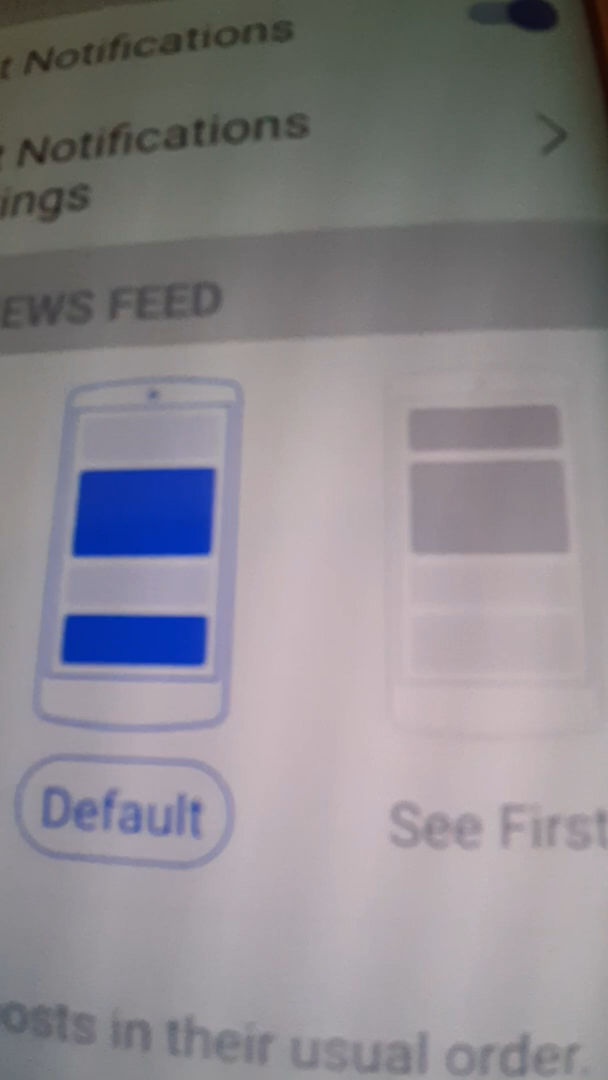 t Notifications
t Notifications
ings
EWS FEED
Default
See First
osts in their usual order.